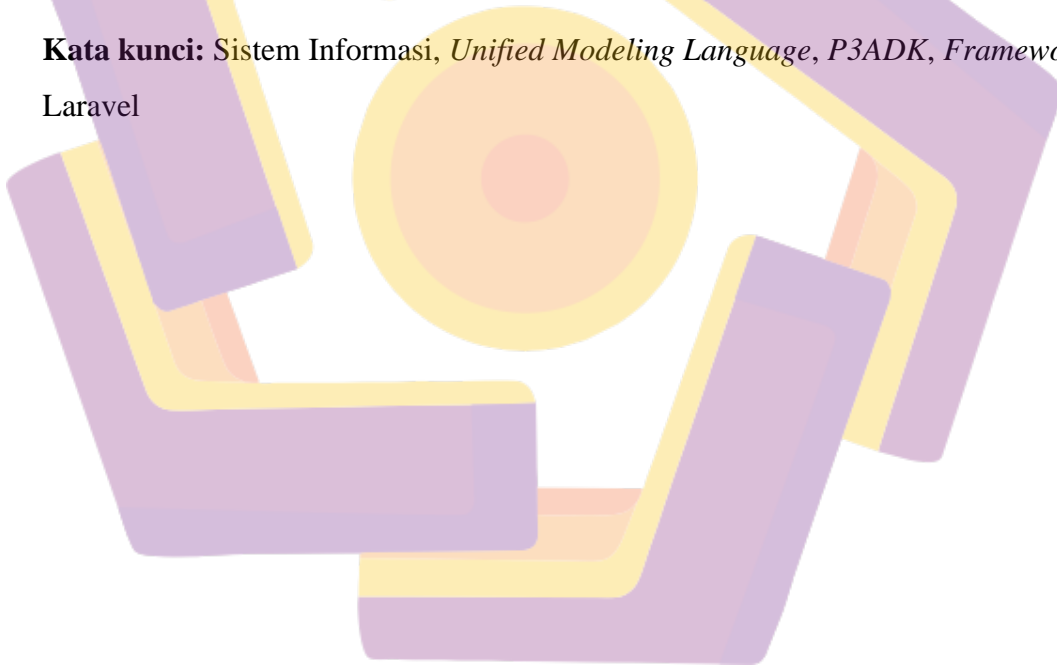 Kata kunci: Sistem Informasi, Unified Modeling Language, P3ADK, Framewo
Laravel